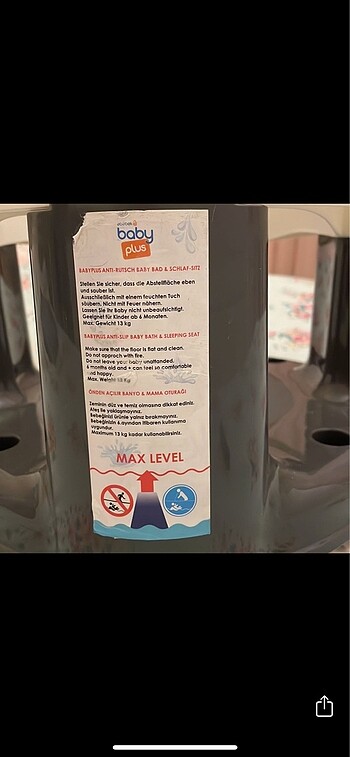 baby
plus
BABYPLUS ANTI-RUTSCH BABY BAD & SCHLAF-SITZ
Stellen Sie sicher, dass die Abstellfläche eben
und sauber ist.
Ausschließlich mit einem feuchten Tuch
säubern. Nicht mit Feuer nähern.
Lassen Sie Ihr Baby nicht unbeaufsichtigt.
Geeignet für Kinder ab 6 Monaten.
Max: Gewicht 13 kg
BABYPLUS ANTI-SLIP BABY BATH & SLEEPING SEAT
Make sure that the floor is flat and clean.
Do not approch with fire.
Do not leave your baby unattanded.
6 months old and + can feel so comfortable
and happy.
Max. Weight 13 Kg
ÖNDEN AÇILIR BANYO & MAMA OTURAĞI
Zeminin düz ve temiz olmasına dikkat ediniz.
Ateş ile yaklaşmayınız.
Bebeğinizi ürünle yalnız bırakmayınız.
Bebeğinizin 6.ayından itibaren kullanıma
uygundur.
Maximum 13 kg kadar kullanabilirsiniz.
MAX LEVEL